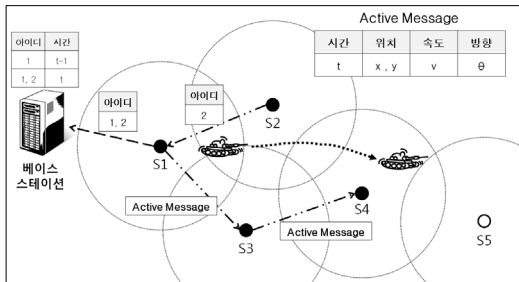 Active Message
시간 위치 속도 방향
t x , y v θ
아이디 시간
1 t-1
1, 2 t
아이디
1, 2
아이디
2
S2
S1
베이스
스테이션
Active Message
S4
Active Message
S3
S5